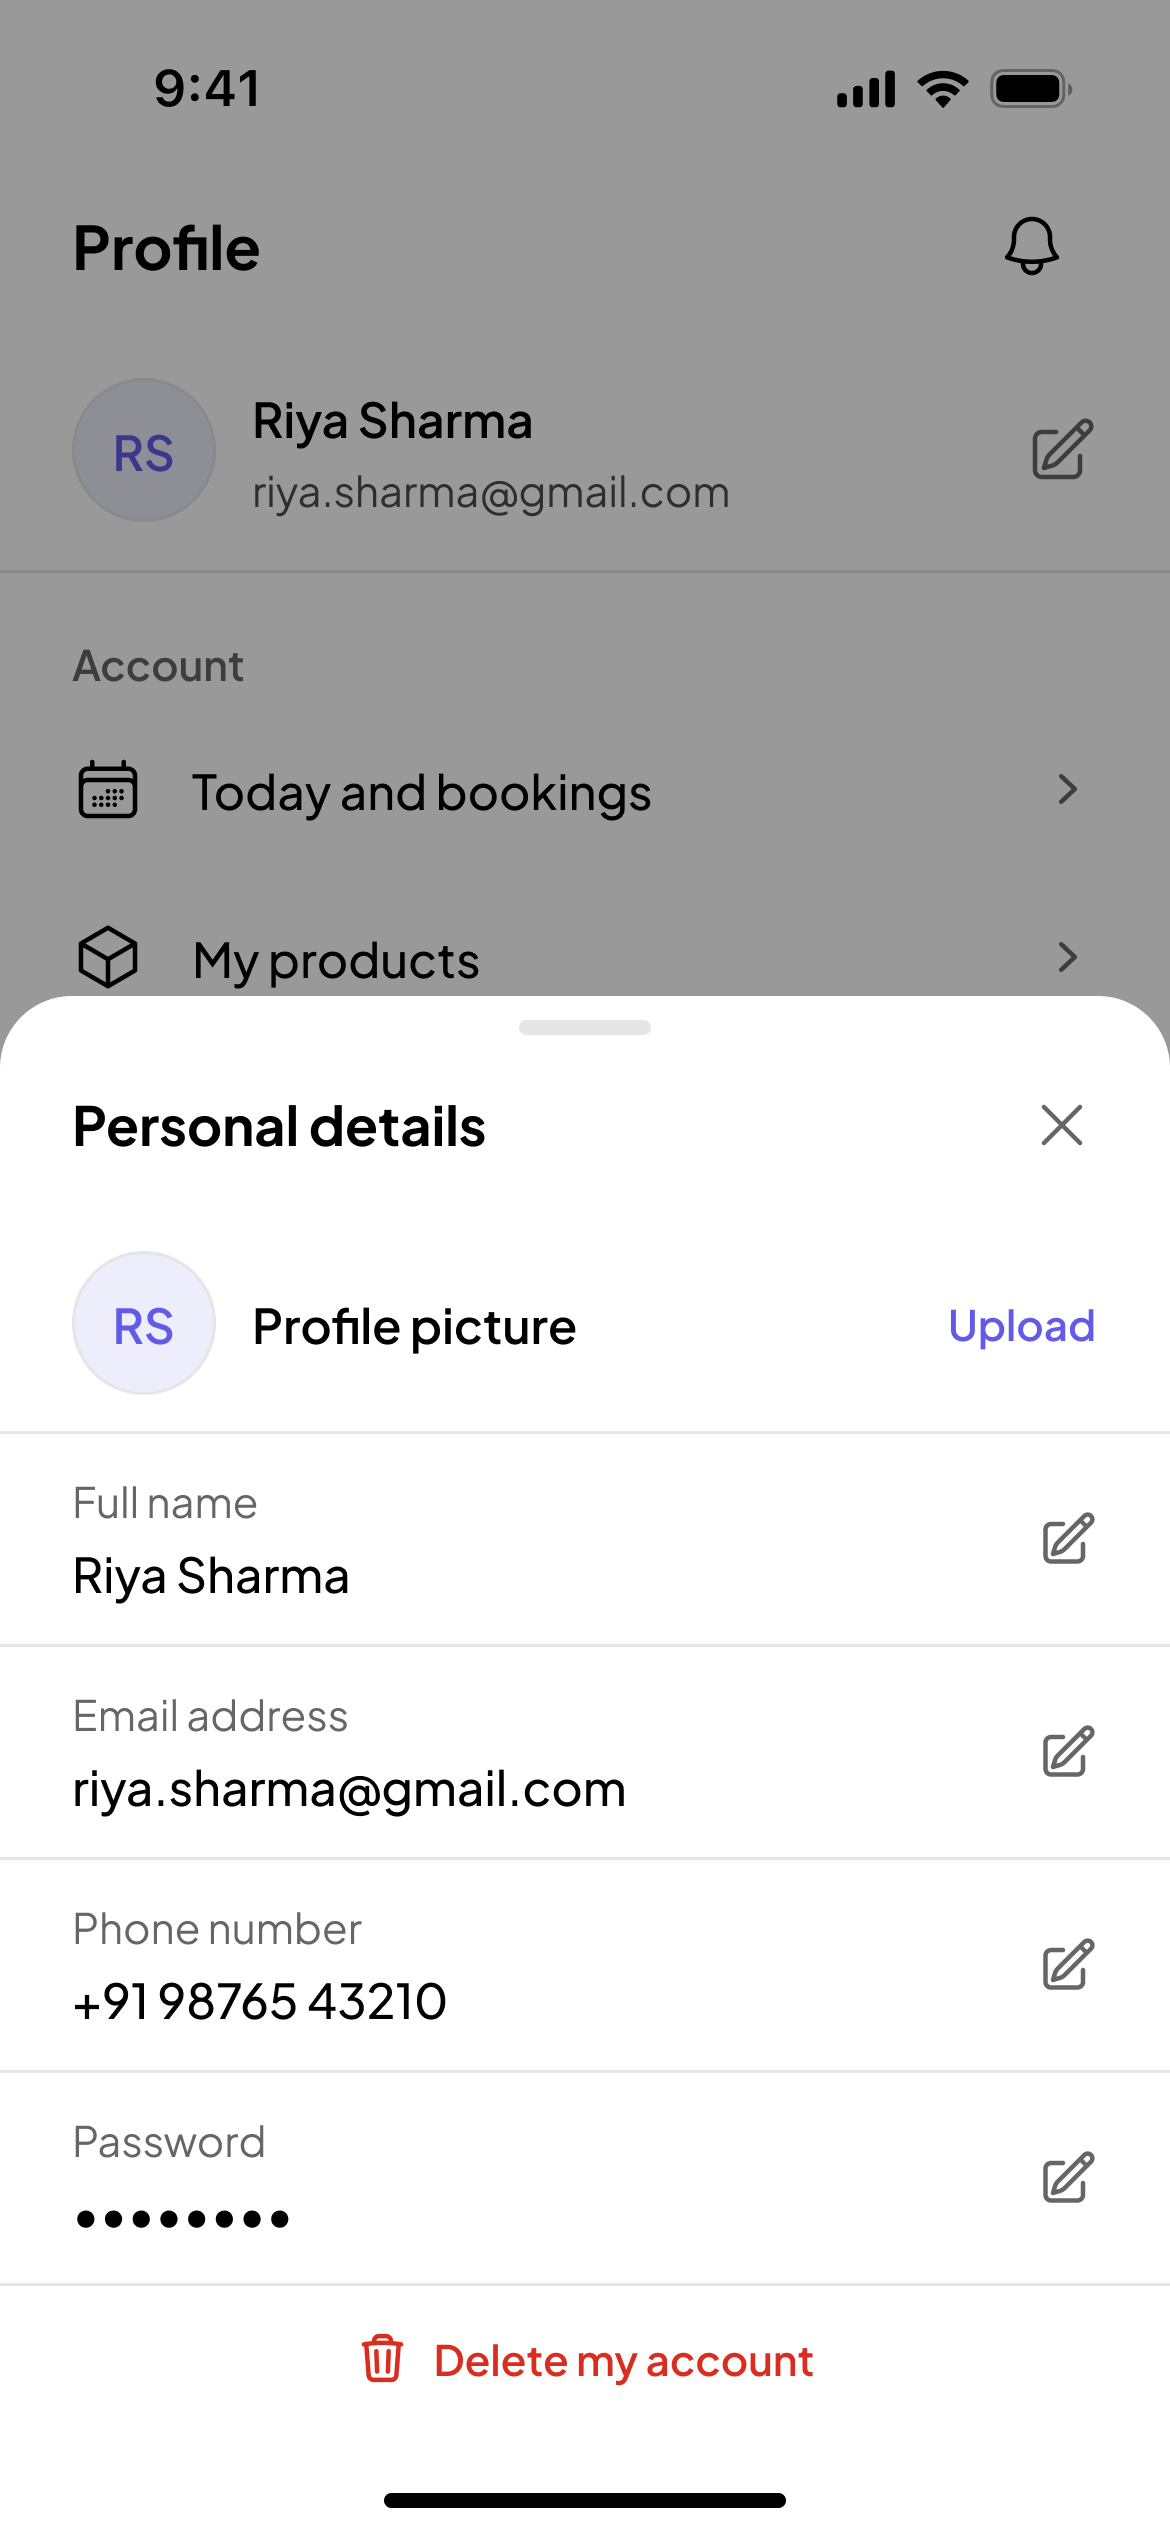 9:41
Profile
RS
Riya Sharma
riya.sharma@gmail.com
Account
Today and bookings
My products
Personal details
RS
Profile picture
Upload
Full name
Riya Sharma
Email address
riya.sharma@gmail.com
Phone number
+91 98765 43210
Password
••••••••
Delete my account